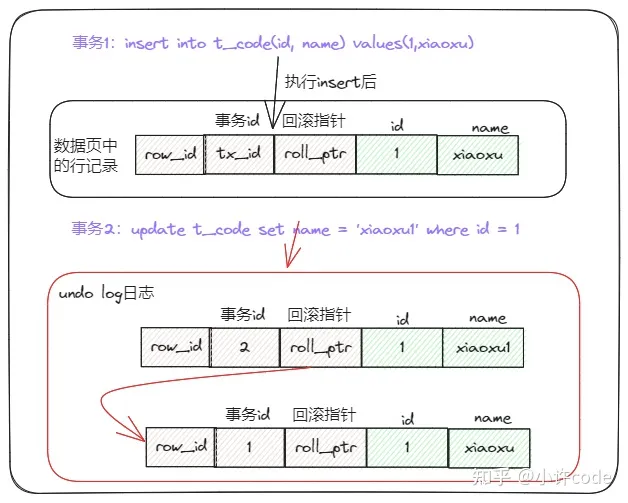 事务1：insert into t_code(id, name) values(1,xiaoxu)
执行insert后
事务id 回滚指针 id name
数据页中
的行记录
row_id tx_id roll_ptr 1 xiaoxu
事务2：update t_code set name = 'xiaoxu1' where id = 1
undo log日志
事务id 回滚指针 id name
row_id 2 roll_ptr 1 xiaoxu1
事务id 回滚指针 id name
row_id 1 roll_ptr 1 xiaoxu
知乎 @小许code